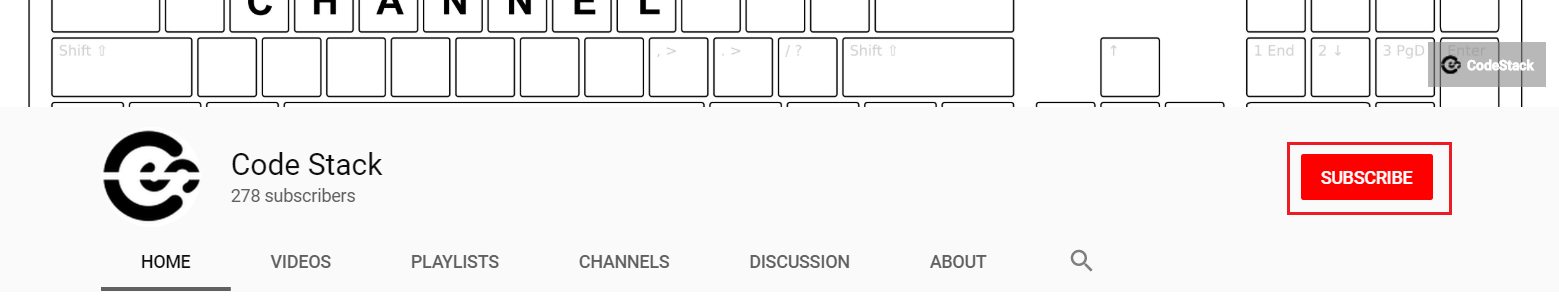 CHANNEL
Shift ⇧ , > . > / ? Shift ⇧ ↑ 1 End 2 ↓ 3 PgD Enter
CodeStack
Code Stack
278 subscribers
SUBSCRIBE
HOME VIDEOS PLAYLISTS CHANNELS DISCUSSION ABOUT